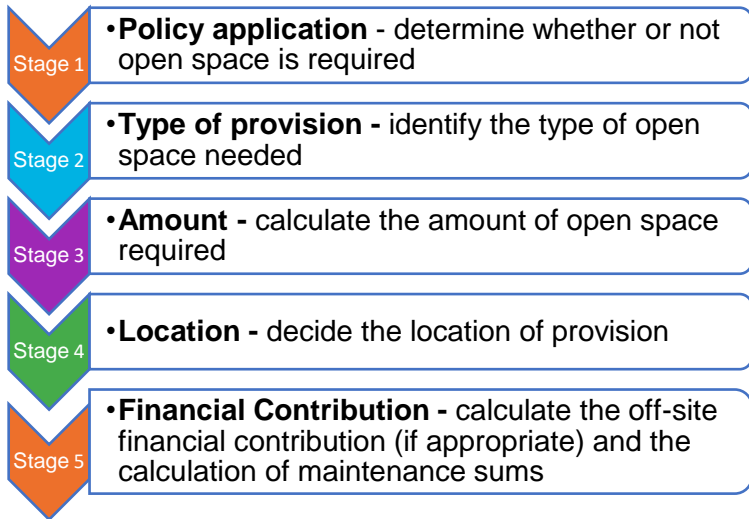 Stage 1
•Policy application - determine whether or not
open space is required
Stage 2
•Type of provision - identify the type of open
space needed
Stage 3
•Amount - calculate the amount of open space
required
Stage 4
•Location - decide the location of provision
Stage 5
•Financial Contribution - calculate the off-site
financial contribution (if appropriate) and the
calculation of maintenance sums